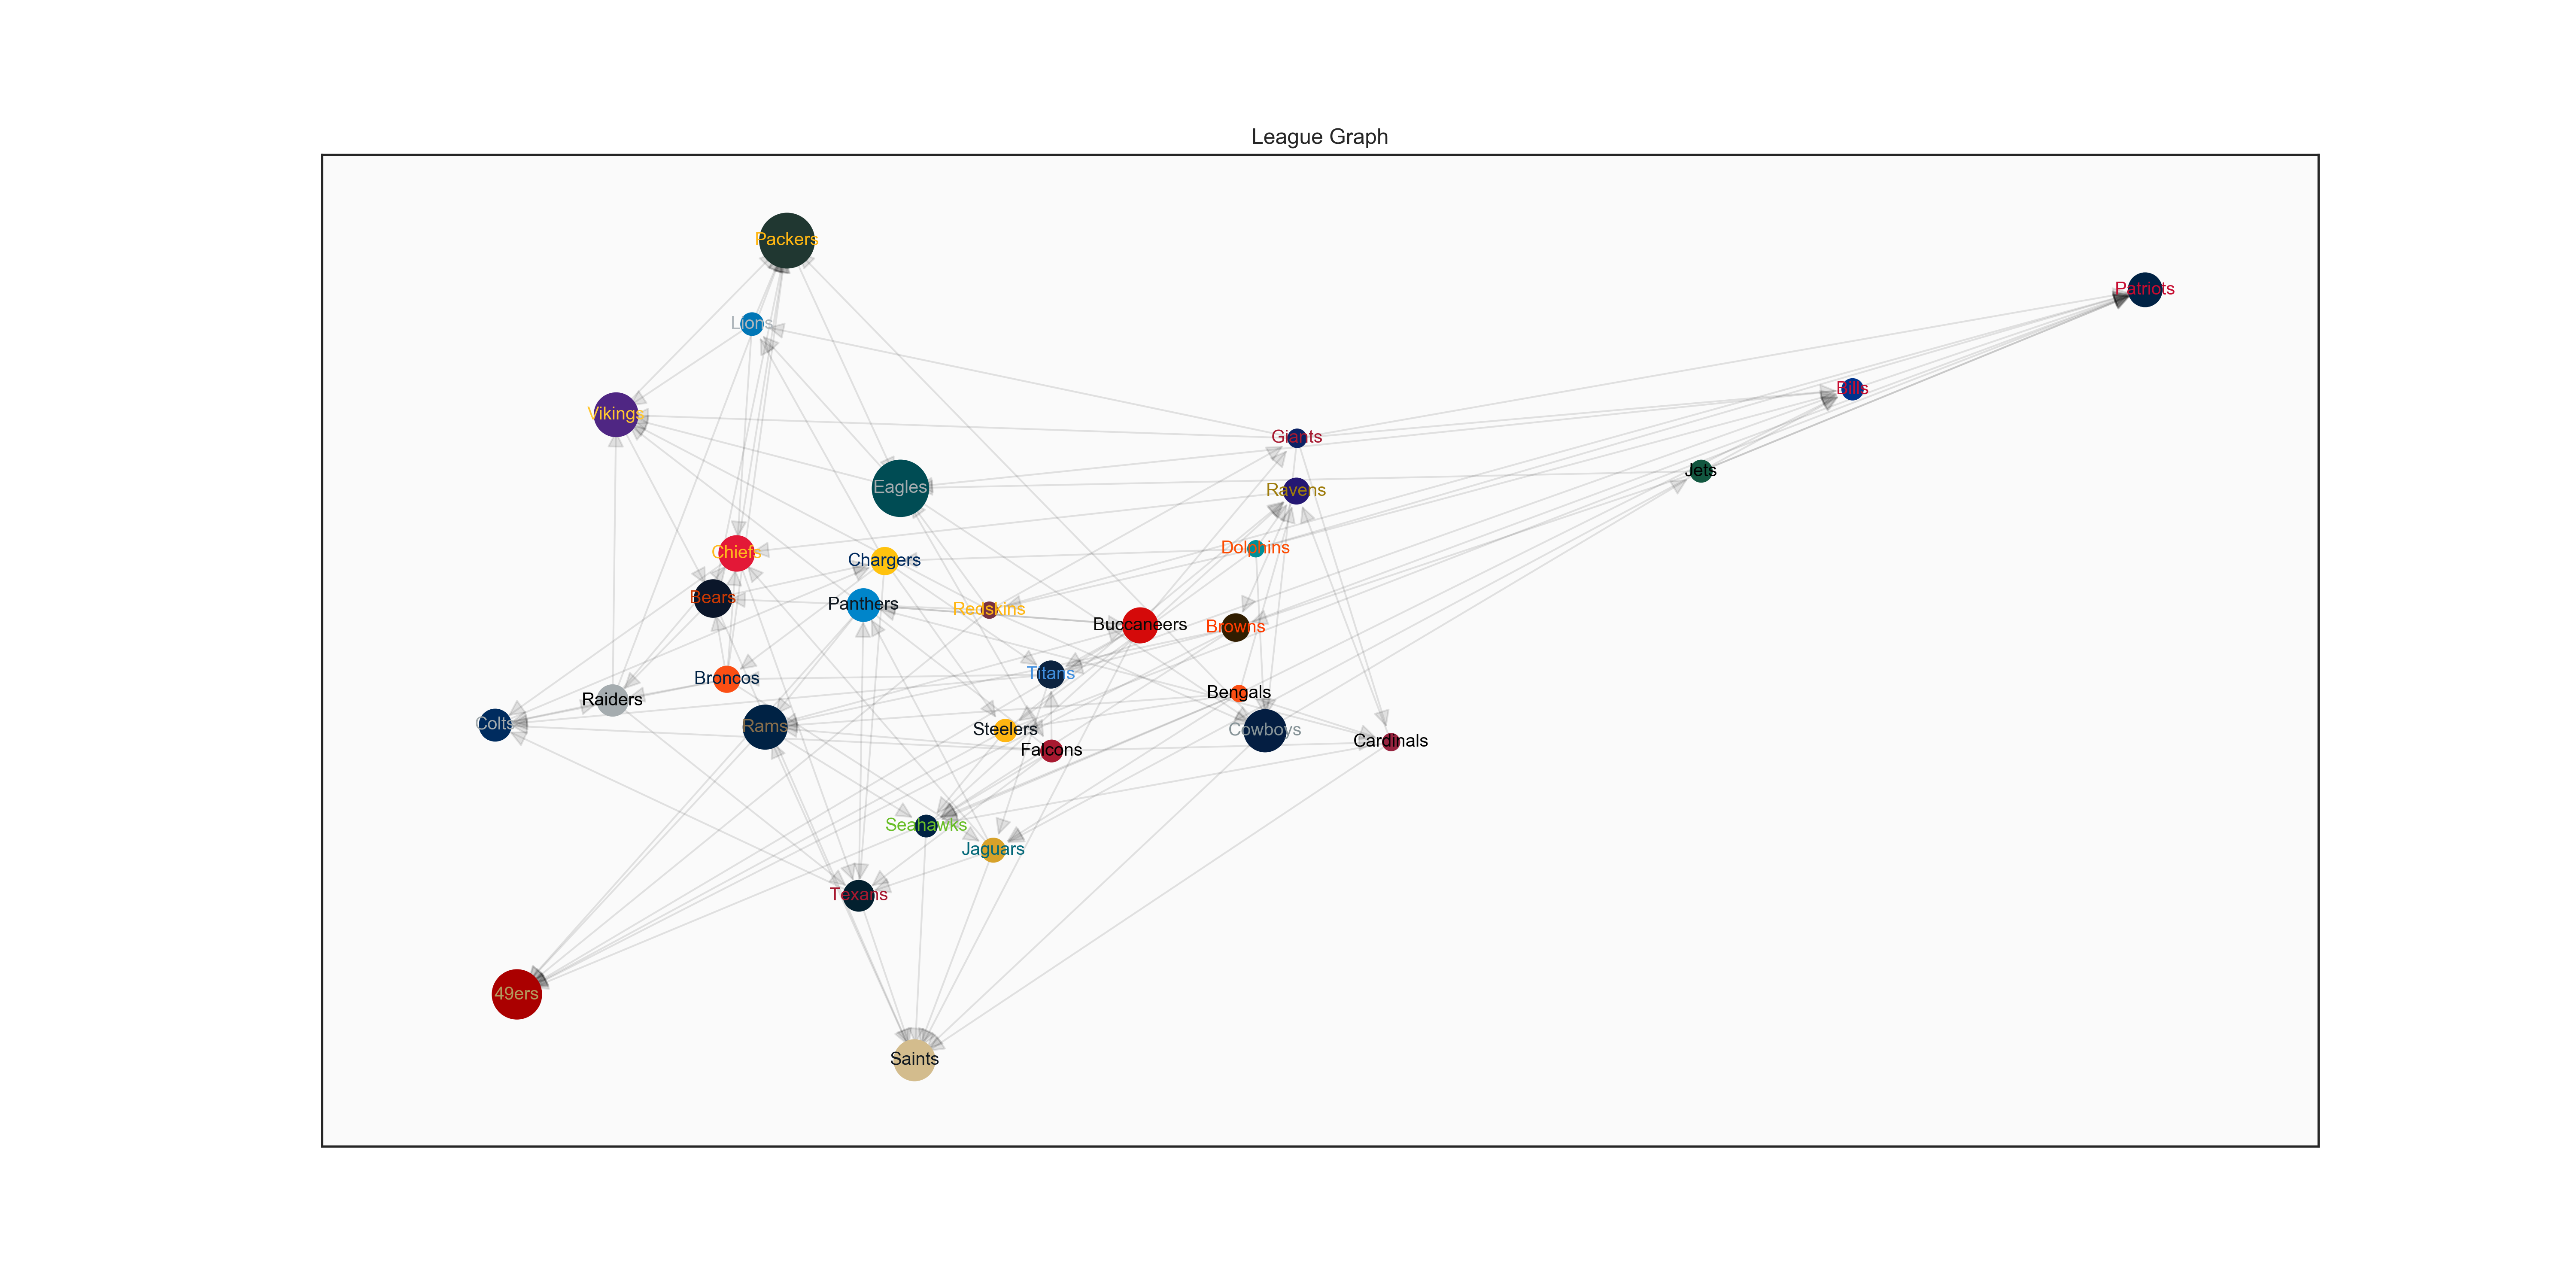 League Graph
Packers
Patriots
Lions
Bills
Vikings
Giants
Jets
Eagles
Ravens
Dolphins
Chiefs
Chargers
Bears
Panthers
Redskins
Buccaneers
Browns
Titans
Broncos
Bengals
Raiders
Colts
Rams
Steelers
Cowboys
Cardinals
Falcons
Seahawks
Jaguars
Texans
49ers
Saints